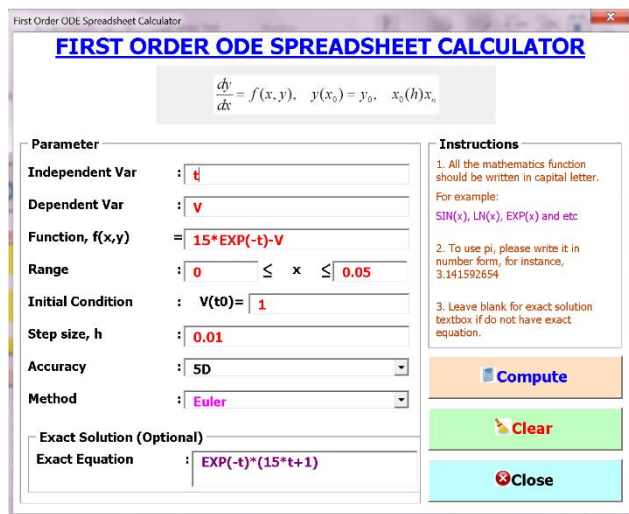 First Order ODE Spreadsheet Calculator
X
FIRST ORDER ODE SPREADSHEET CALCULATOR
dy/dx = f(x, y),   y(x₀) = y₀,   x₀(h)xₙ
Parameter
Independent Var : t
Dependent Var : V
Function, f(x,y) = 15*EXP(-t)-V
Range : 0 ≤ x ≤ 0.05
Initial Condition : V(t0)= 1
Step size, h : 0.01
Accuracy : 5D
Method : Euler
Exact Solution (Optional)
Exact Equation : EXP(-t)*(15*t+1)
Instructions
1. All the mathematics function
should be written in capital letter.
For example:
SIN(x), LN(x), EXP(x) and etc
2. To use pi, please write it in
number form, for instance,
3.141592654
3. Leave blank for exact solution
textbox if do not have exact
equation.
Compute
Clear
Close